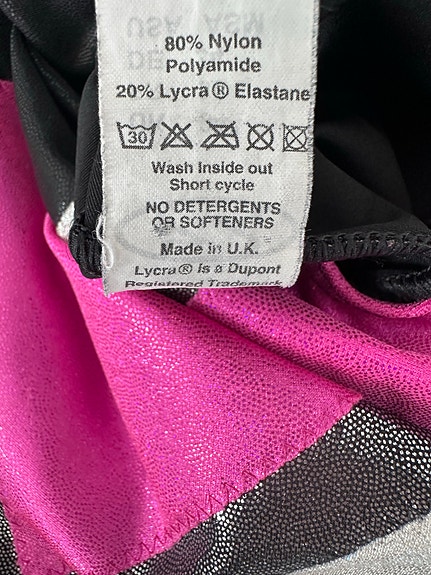 80% Nylon
Polyamide
20% Lycra® Elastane
30
Wash Inside out
Short cycle
NO DETERGENTS
OR SOFTENERS
Made in U.K.
Lycra® Is a Dupont
Registered Trademark